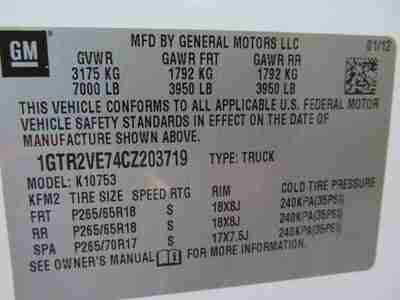 GM
MFD BY GENERAL MOTORS LLC 01/12
GVWR GAWR FRT GAWR RR
3175 KG 1792 KG 1792 KG
7000 LB 3950 LB 3950 LB
THIS VEHICLE CONFORMS TO ALL APPLICABLE U.S. FEDERAL MOTOR
VEHICLE SAFETY STANDARDS IN EFFECT ON THE DATE OF
MANUFACTURE SHOWN ABOVE.
1GTR2VE74CZ203719 TYPE: TRUCK
MODEL: K10753
KFM2 TIRE SIZE SPEED RTG RIM COLD TIRE PRESSURE
FRT P265/65R18 S 18X8J 240KPA(35PSI)
RR P265/65R18 S 18X8J 240KPA(35PSI)
SPA P265/70R17 S 17X7.5J 240KPA(35PSI)
SEE OWNER'S MANUAL FOR MORE INFORMATION.